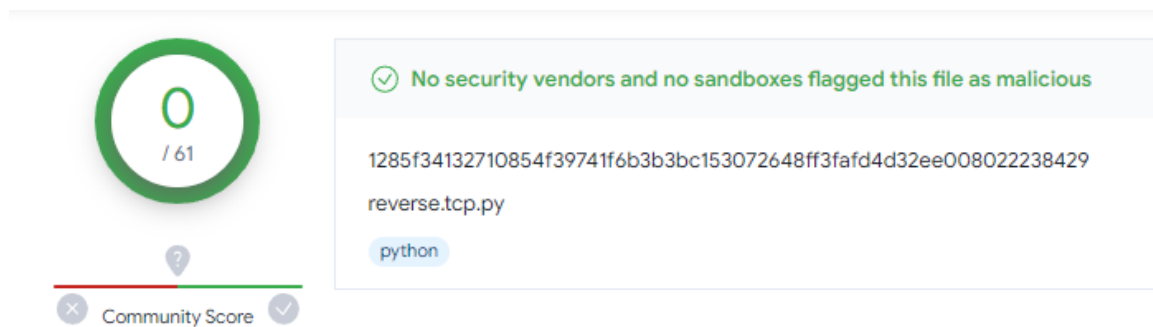 0
/ 61
?
Community Score
No security vendors and no sandboxes flagged this file as malicious
1285f34132710854f39741f6b3b3bc153072648ff3fafd4d32ee008022238429
reverse.tcp.py
python